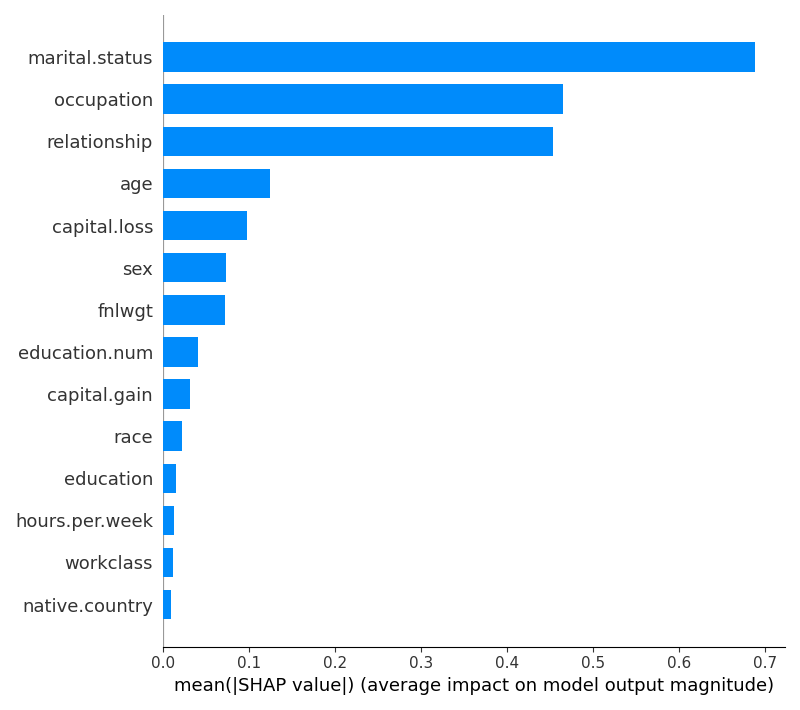 marital.status
occupation
relationship
age
capital.loss
sex
fnlwgt
education.num
capital.gain
race
education
hours.per.week
workclass
native.country
0.0 0.1 0.2 0.3 0.4 0.5 0.6 0.7
mean(|SHAP value|) (average impact on model output magnitude)